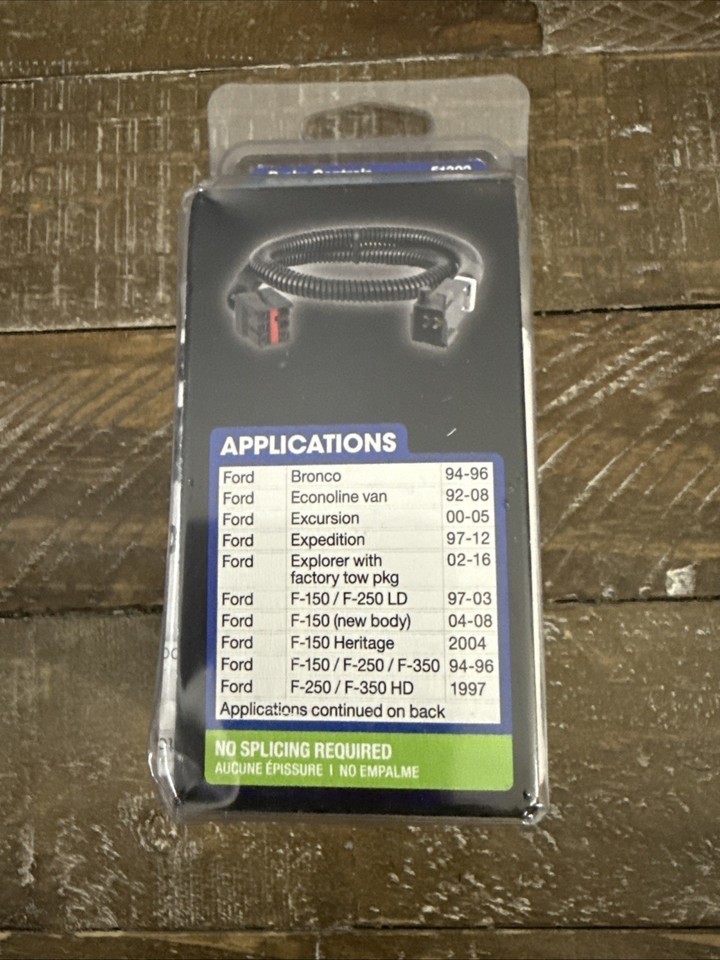 APPLICATIONS
Ford Bronco 94-96
Ford Econoline van 92-08
Ford Excursion 00-05
Ford Expedition 97-12
Ford Explorer with 02-16
factory tow pkg
Ford F-150 / F-250 LD 97-03
Ford F-150 (new body) 04-08
Ford F-150 Heritage 2004
Ford F-150 / F-250 / F-350 94-96
Ford F-250 / F-350 HD 1997
Applications continued on back
NO SPLICING REQUIRED
AUCUNE ÉPISSURE I NO EMPALME